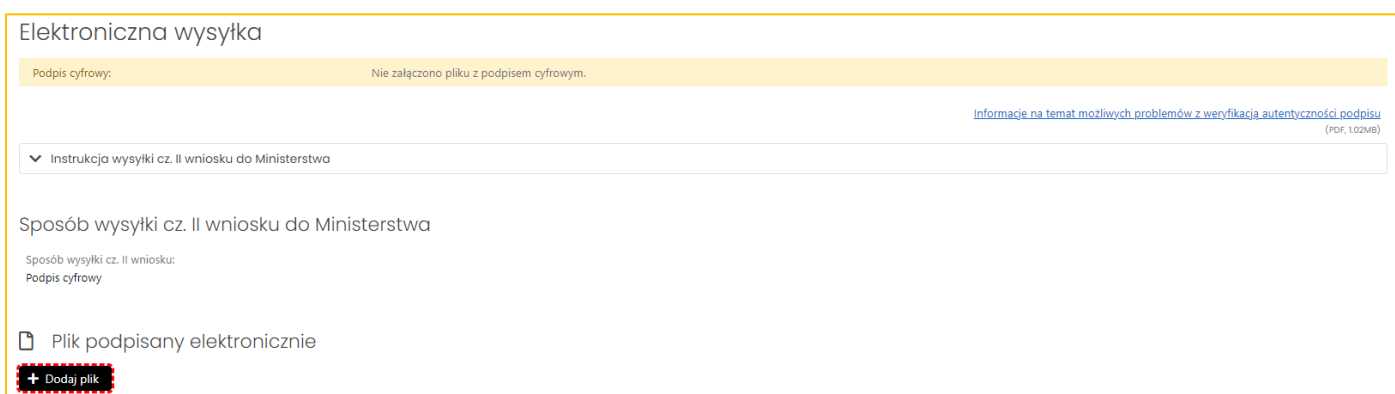 Elektroniczna wysyłka
Podpis cyfrowy: Nie załączono pliku z podpisem cyfrowym.
Informacje na temat możliwych problemów z weryfikacją autentyczności podpisu
(PDF, 1.02MB)
Instrukcja wysyłki cz. II wniosku do Ministerstwa
Sposób wysyłki cz. II wniosku do Ministerstwa
Sposób wysyłki cz. II wniosku:
Podpis cyfrowy
Plik podpisany elektronicznie
+ Dodaj plik